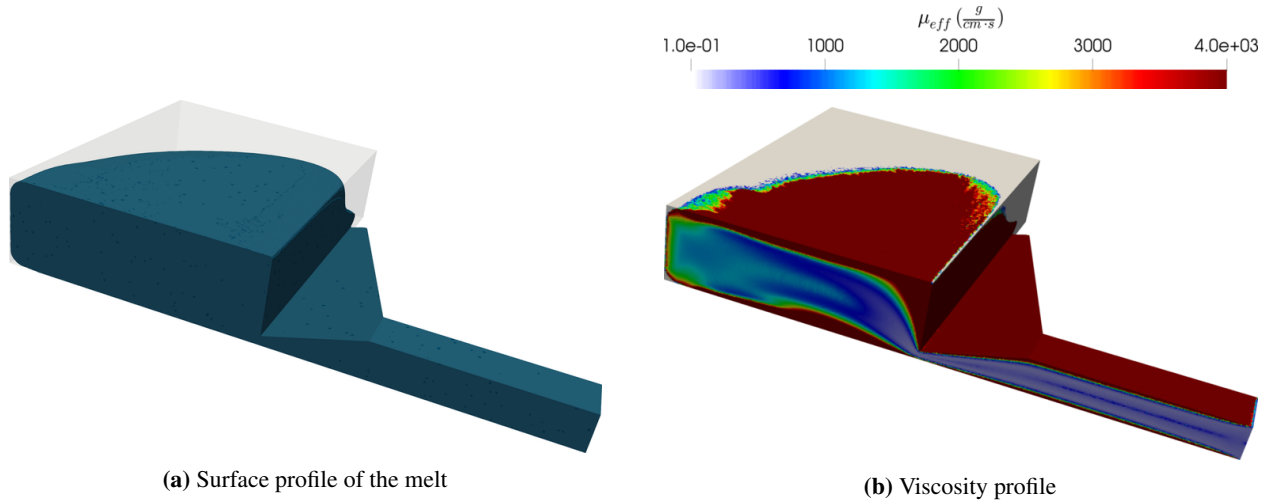 μ_eff (g/(cm·s))
1.0e-01 1000 2000 3000 4.0e+03
(a) Surface profile of the melt
(b) Viscosity profile